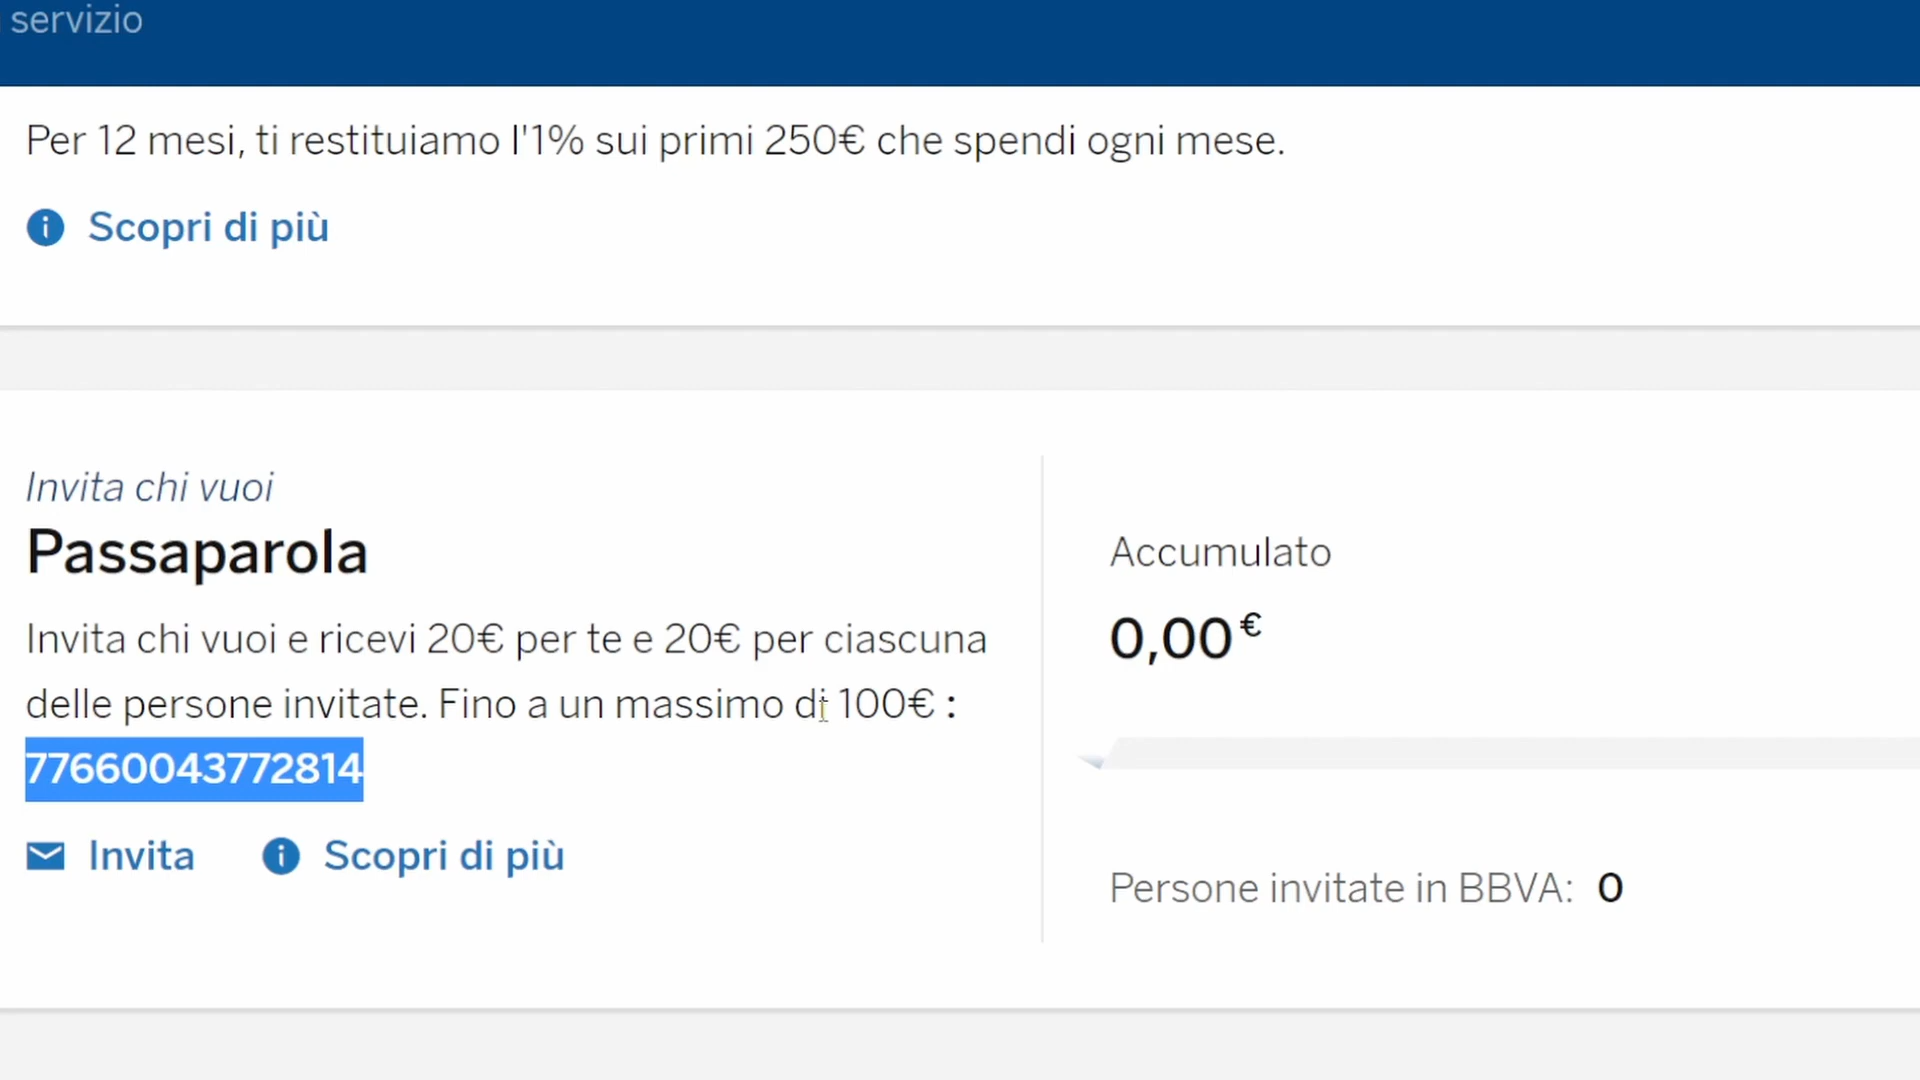 servizio
Per 12 mesi, ti restituiamo l'1% sui primi 250€ che spendi ogni mese.
Scopri di più
Invita chi vuoi
Passaparola
Invita chi vuoi e ricevi 20€ per te e 20€ per ciascuna
delle persone invitate. Fino a un massimo di 100€ :
77660043772814
Invita
Scopri di più
Accumulato
0,00€
Persone invitate in BBVA: 0